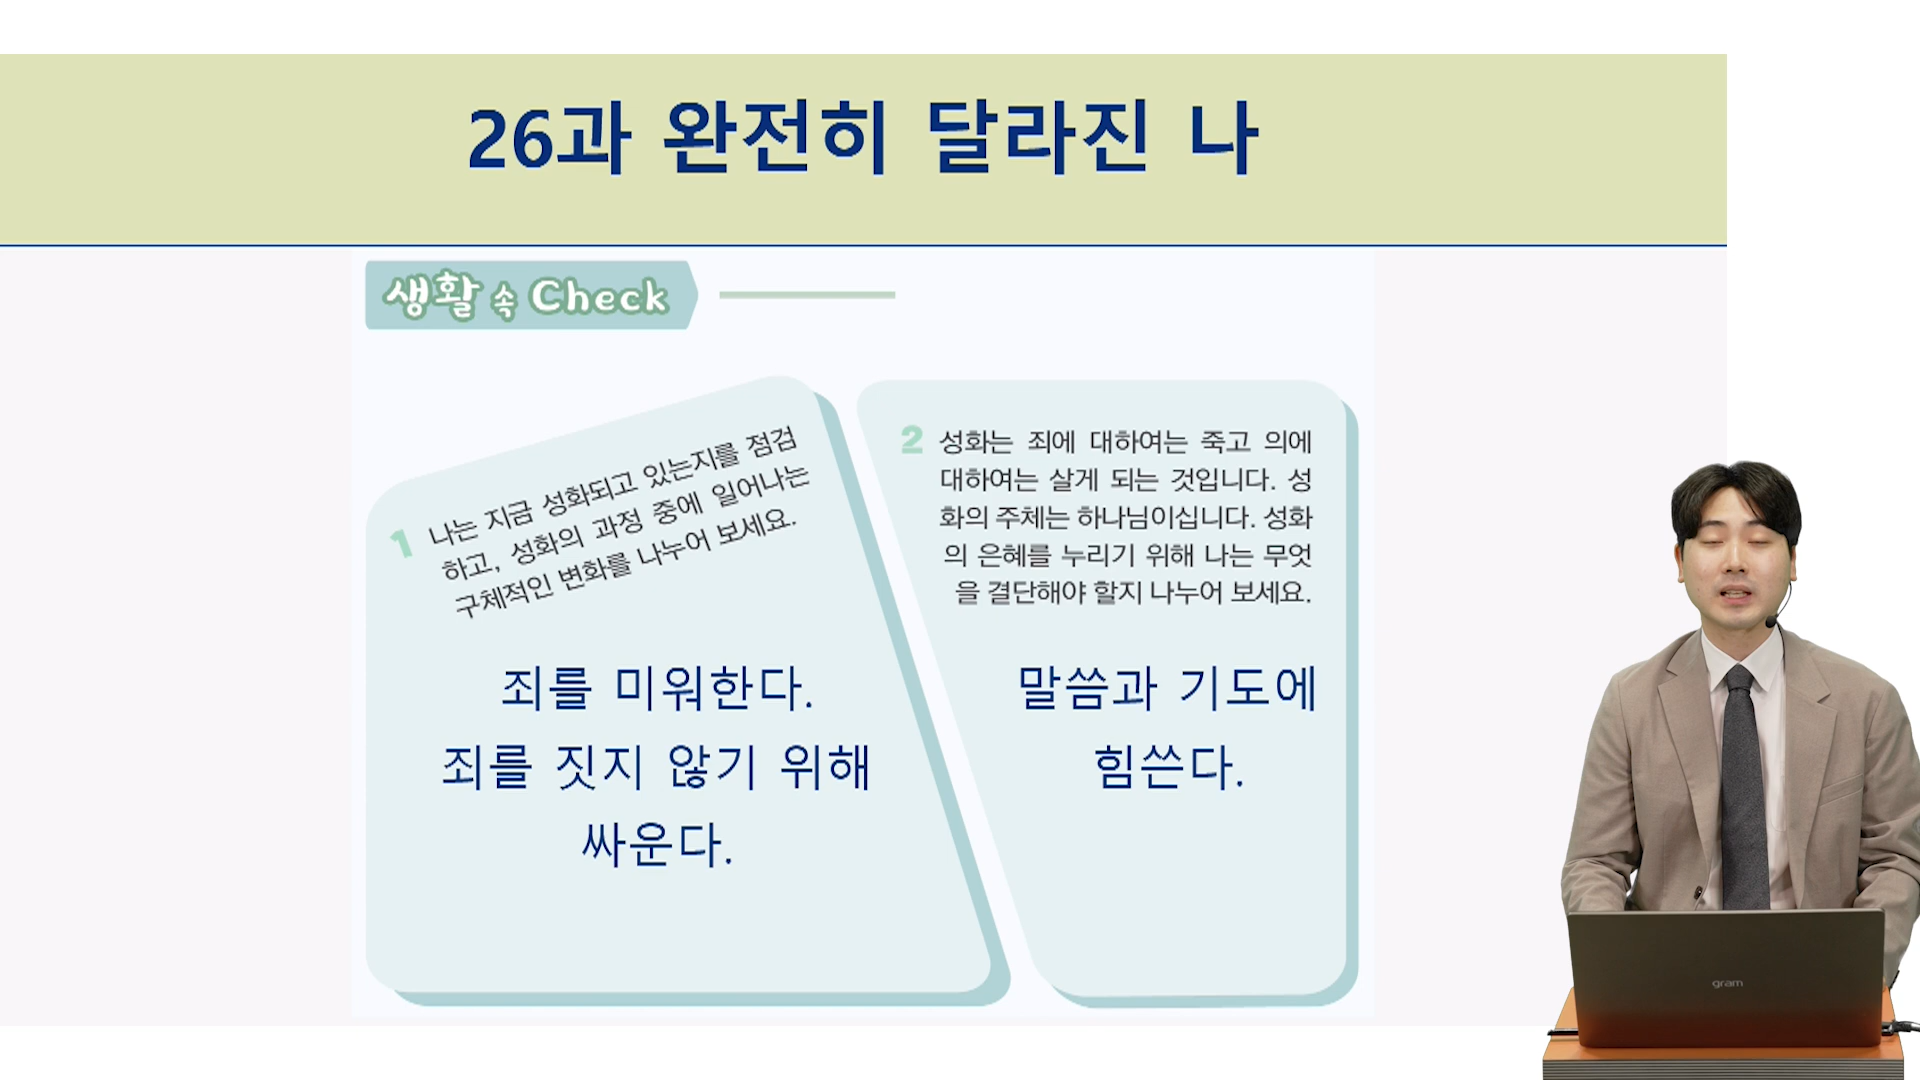 26과 완전히 달라진 나
생활 속 Check
1 나는 지금 성화되고 있는지를 점검
하고, 성화의 과정 중에 일어나는
구체적인 변화를 나누어 보세요.
죄를 미워한다.
죄를 짓지 않기 위해
싸운다.
2 성화는 죄에 대하여는 죽고 의에
대하여는 살게 되는 것입니다. 성
화의 주체는 하나님이십니다. 성화
의 은혜를 누리기 위해 나는 무엇
을 결단해야 할지 나누어 보세요.
말씀과 기도에
힘쓴다.
gram